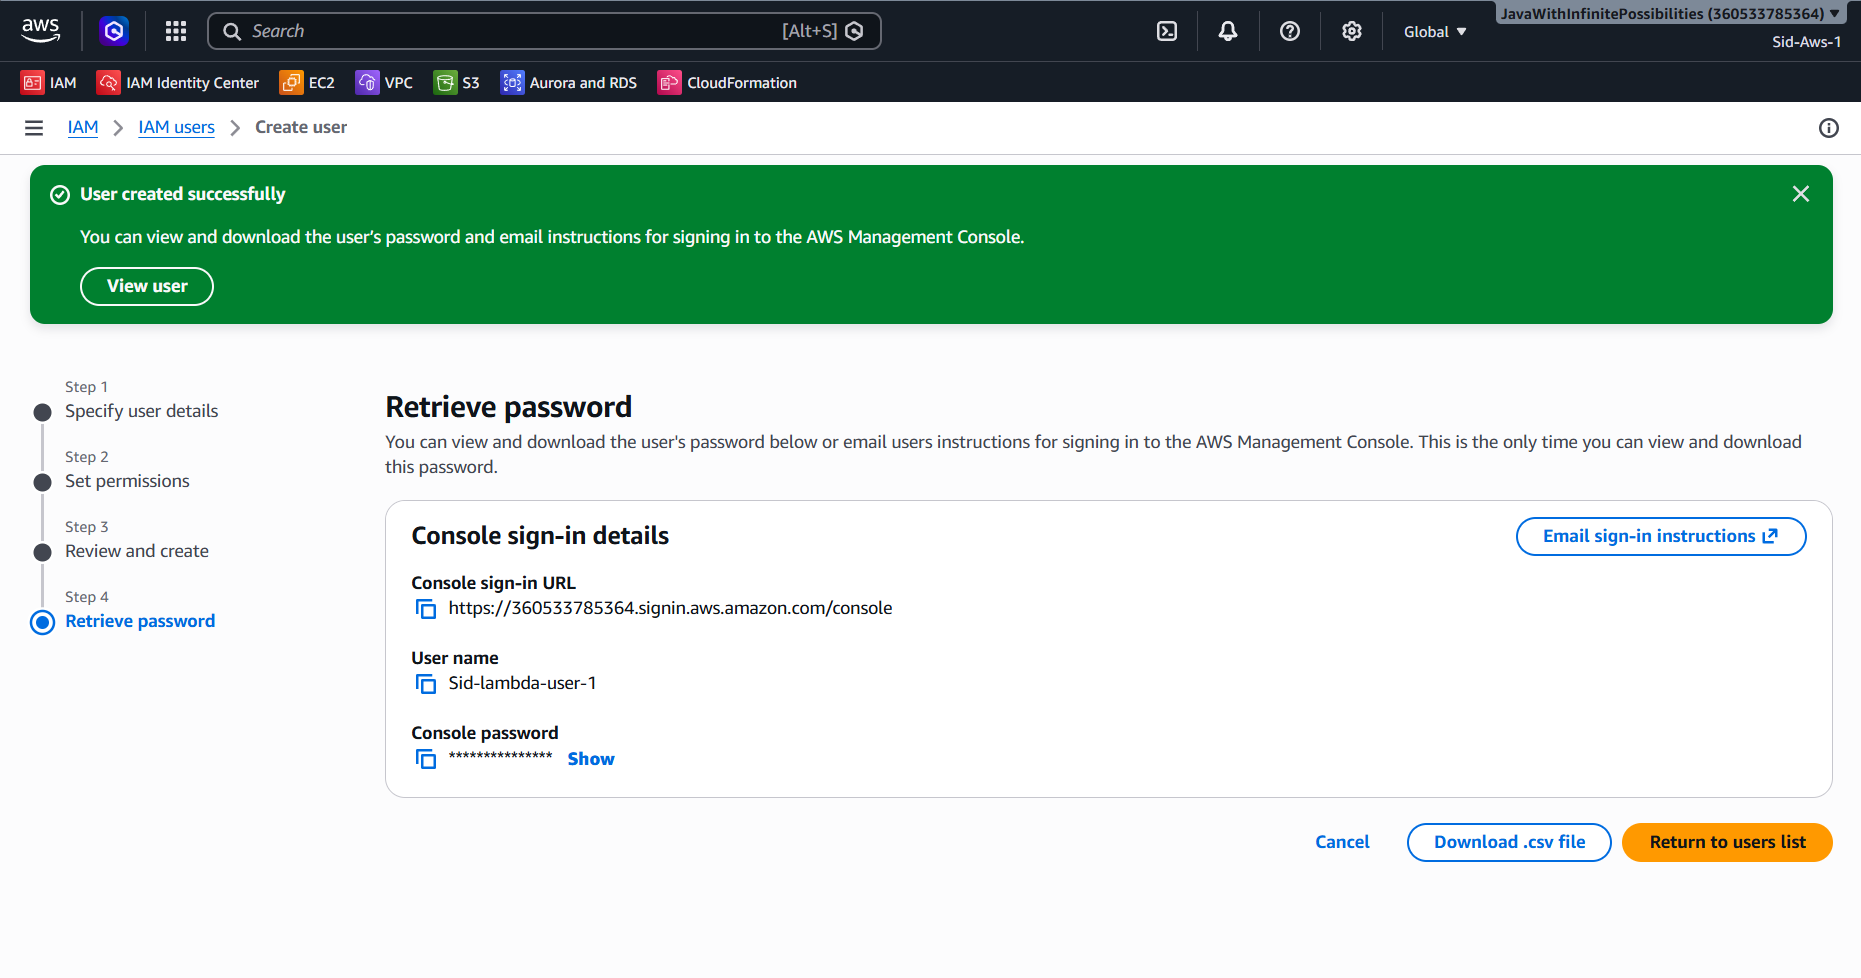 aws
Search
[Alt+S]
Global
JavaWithInfinitePossibilities (360533785364)
Sid-Aws-1
IAM
IAM Identity Center
EC2
VPC
S3
Aurora and RDS
CloudFormation
IAM
IAM users
Create user
User created successfully
You can view and download the user's password and email instructions for signing in to the AWS Management Console.
View user
Step 1
Specify user details
Step 2
Set permissions
Step 3
Review and create
Step 4
Retrieve password
Retrieve password
You can view and download the user's password below or email users instructions for signing in to the AWS Management Console. This is the only time you can view and download
this password.
Console sign-in details
Email sign-in instructions
Console sign-in URL
https://360533785364.signin.aws.amazon.com/console
User name
Sid-lambda-user-1
Console password
*************** Show
Cancel
Download .csv file
Return to users list